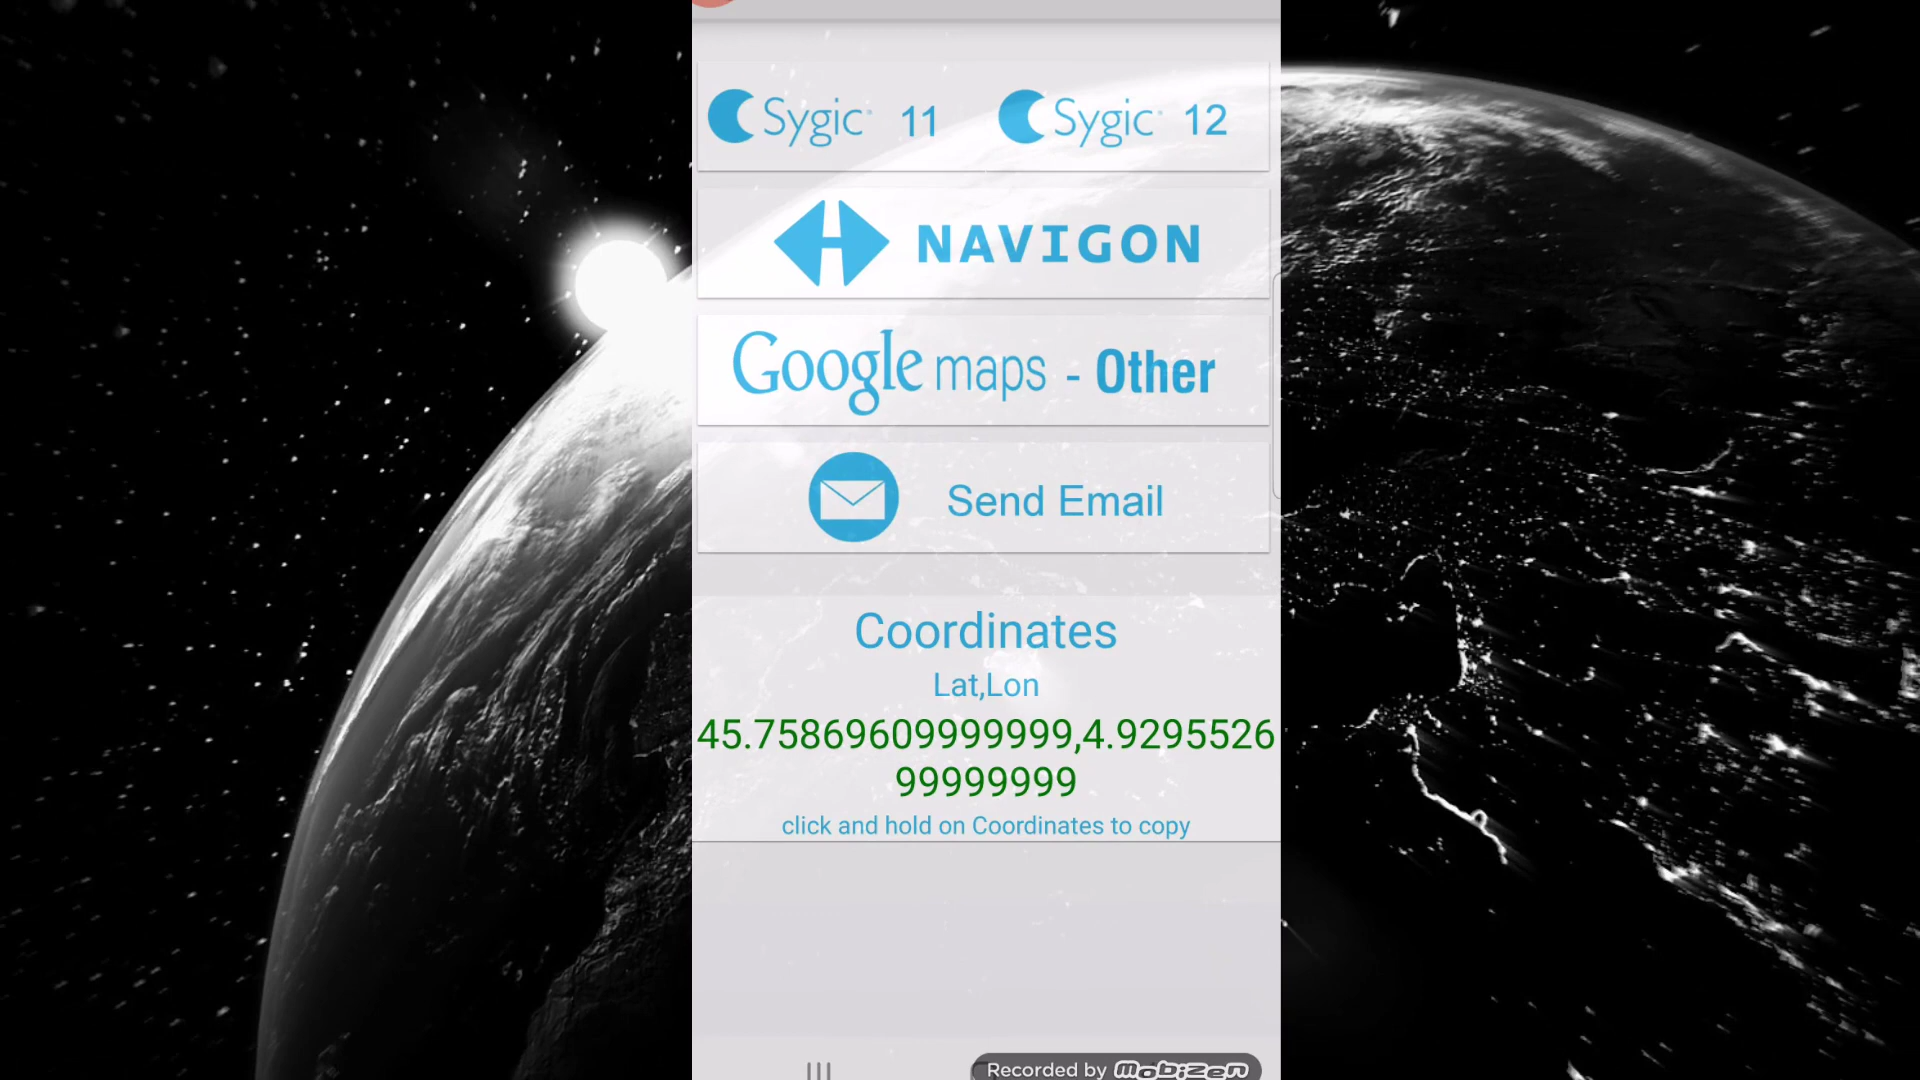 Sygic 11 Sygic 12
NAVIGON
Google maps - Other
Send Email
Coordinates
Lat,Lon
45.75869609999999,4.9295526
99999999
click and hold on Coordinates to copy
Recorded by mobizen